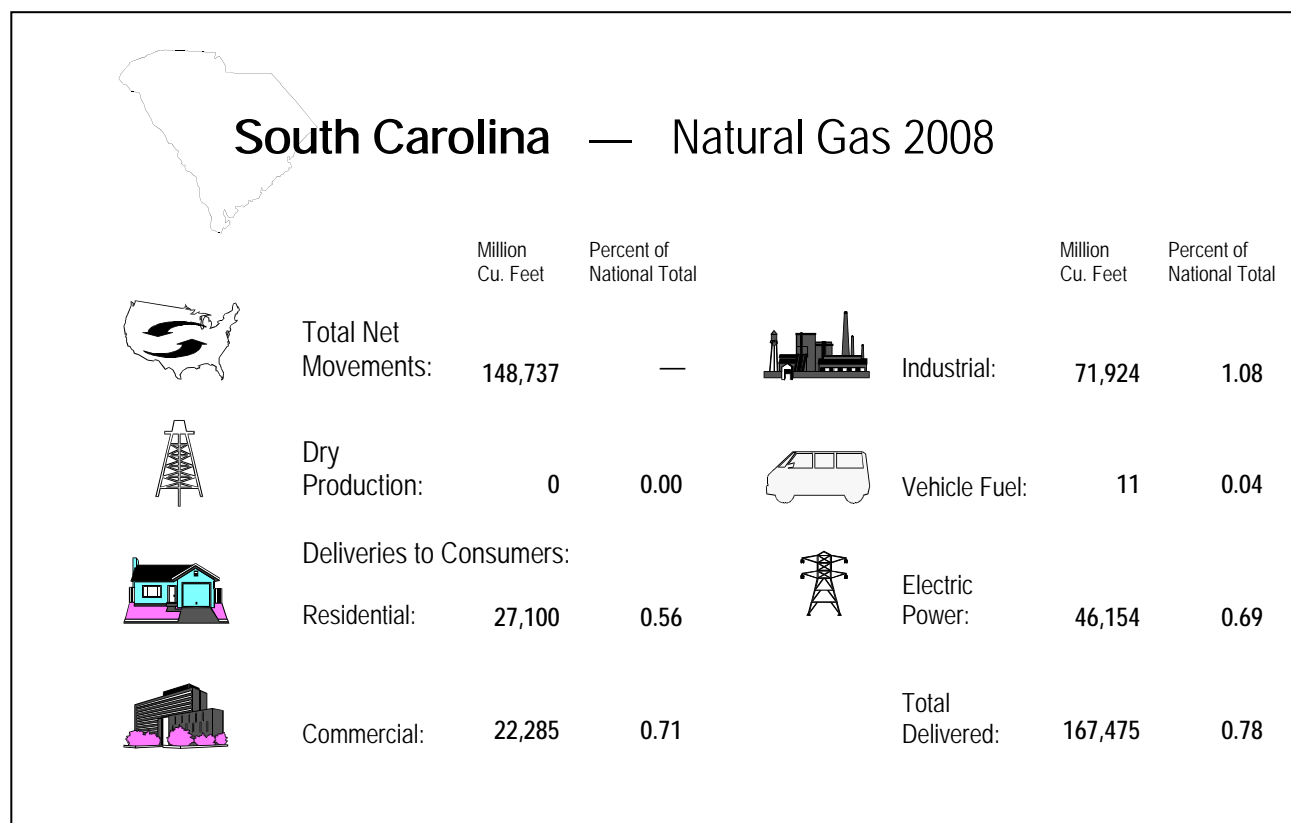 South Carolina — Natural Gas 2008
Million
Cu. Feet
Percent of
National Total
Total Net
Movements: 148,737 —
Dry
Production: 0 0.00
Deliveries to Consumers:
Residential: 27,100 0.56
Commercial: 22,285 0.71
Million
Cu. Feet
Percent of
National Total
Industrial: 71,924 1.08
Vehicle Fuel: 11 0.04
Electric
Power: 46,154 0.69
Total
Delivered: 167,475 0.78